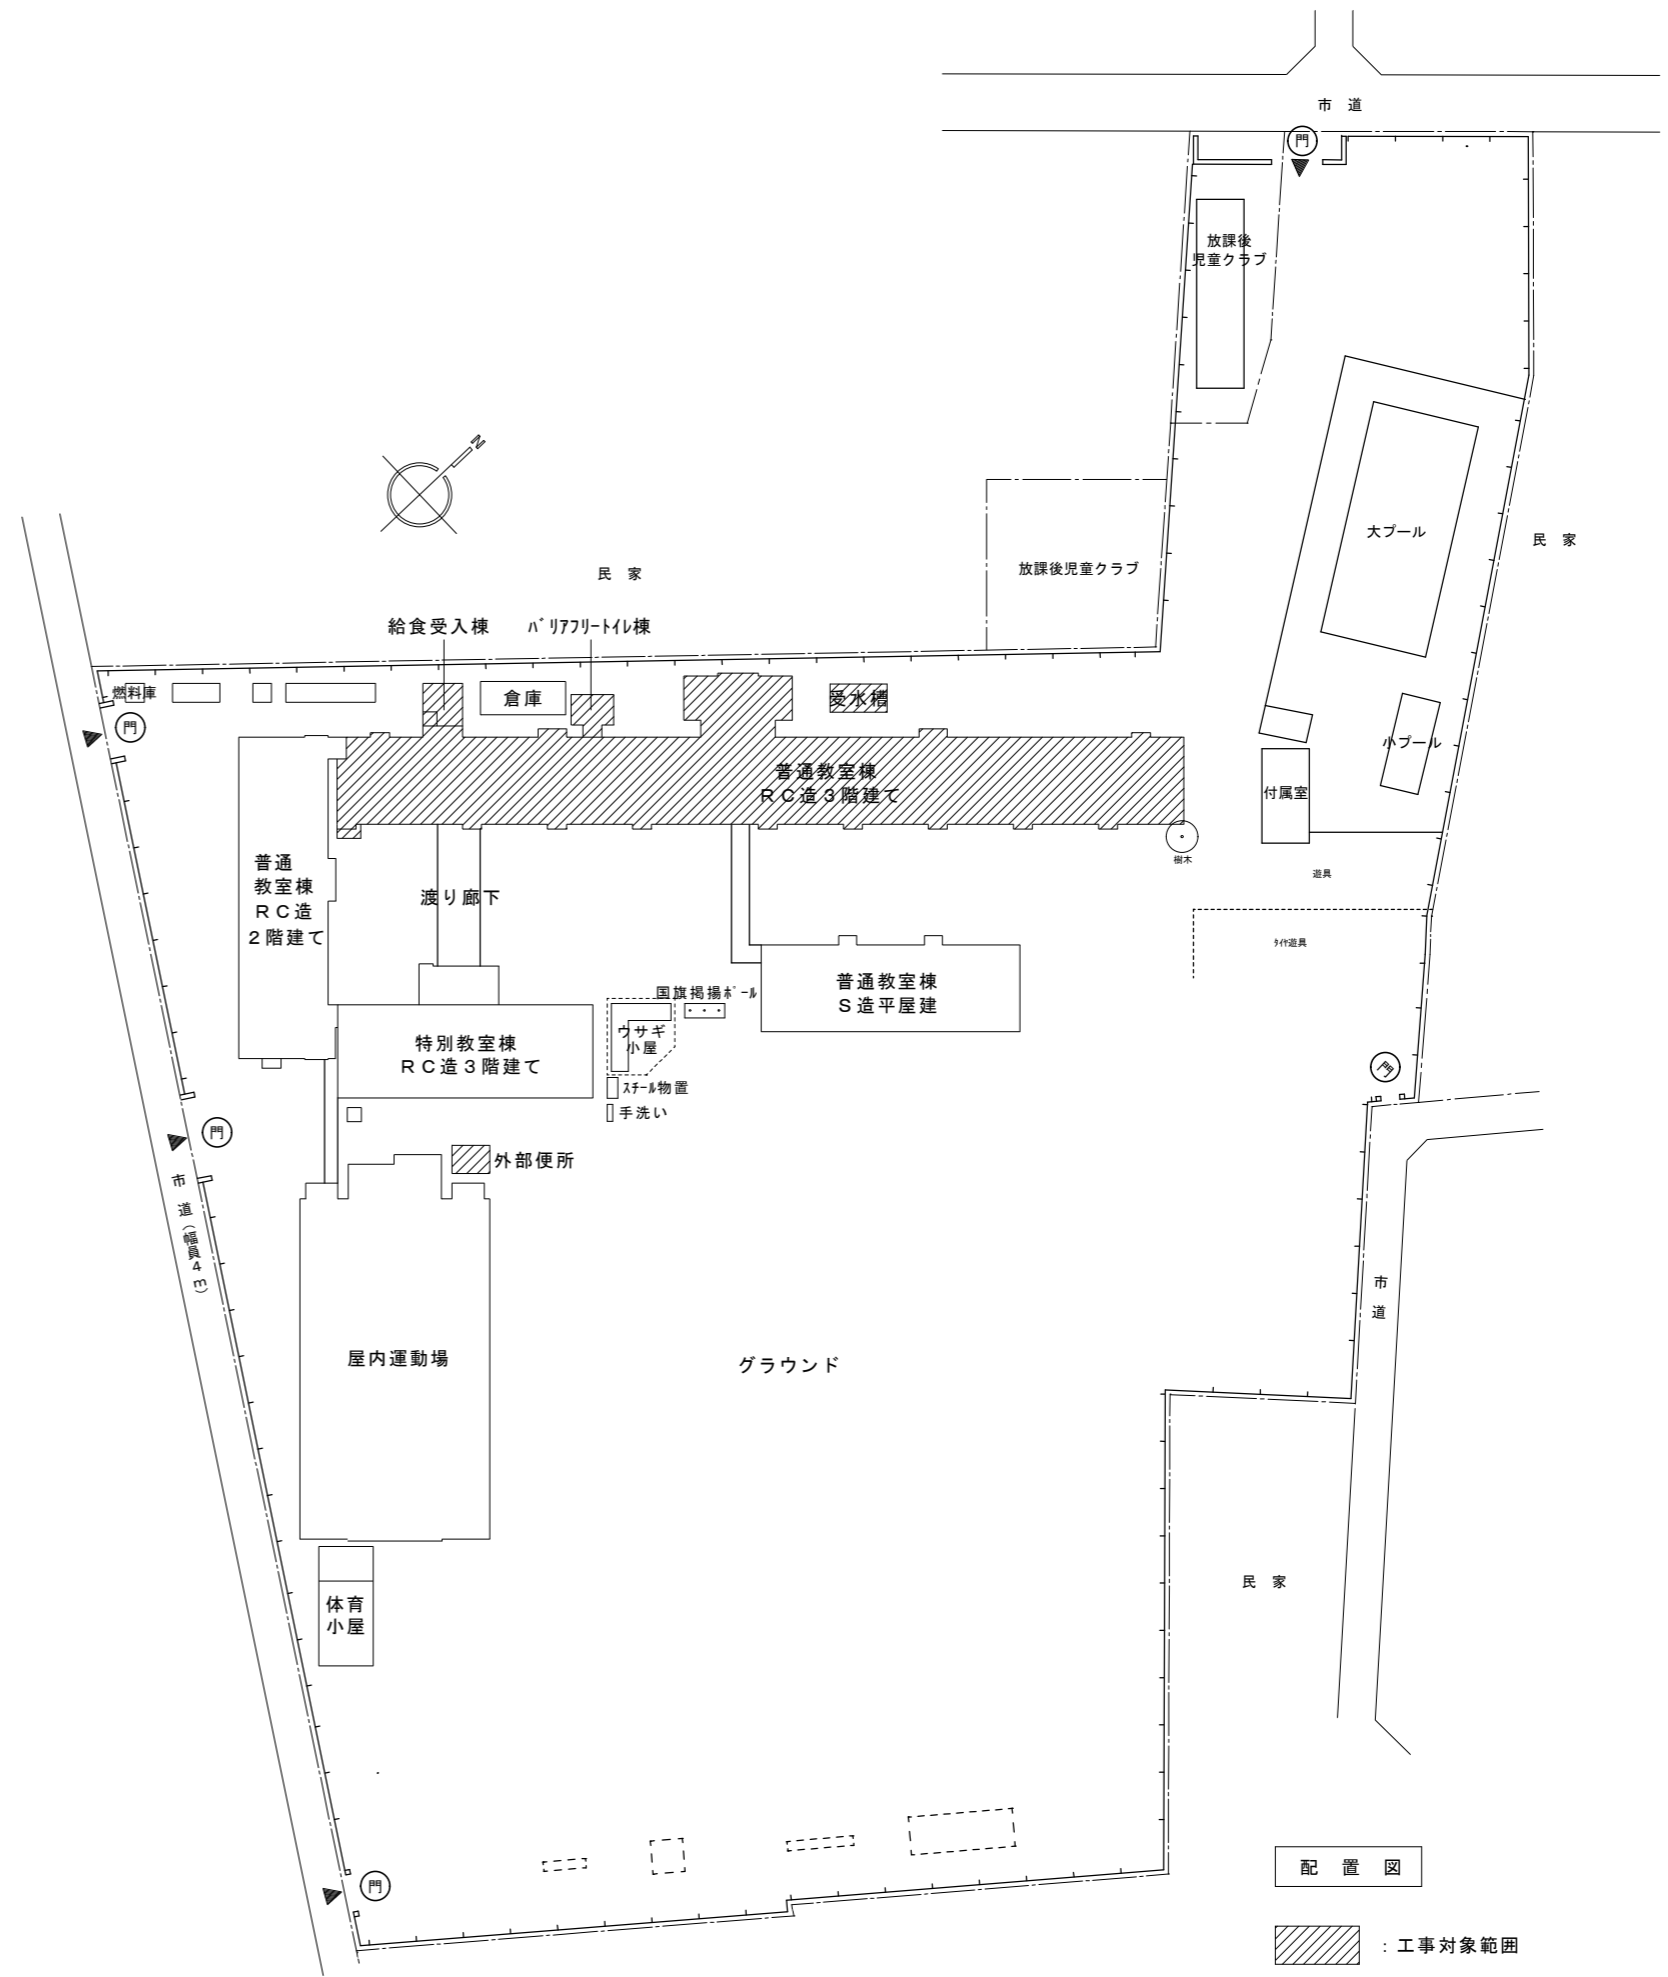 市 道
門
放課後
児童クラブ
N
大プール
民 家
放課後児童クラブ
民 家
給食受入棟
ﾊﾞﾘｱﾌﾘｰﾄｲﾚ棟
燃料庫
倉庫
受水槽
門
小プール
普通教室棟
ＲＣ造３階建て
付属室
樹木
普通
教室棟
ＲＣ造
２階建て
渡り廊下
遊具
ﾀｲﾔ遊具
普通教室棟
Ｓ造平屋建
国旗掲揚ﾎﾟｰﾙ
ウサギ
小屋
特別教室棟
ＲＣ造３階建て
ｽﾁｰﾙ物置
手洗い
門
門
外部便所
市 道（幅員４ｍ）
市
道
屋内運動場
グラウンド
民 家
体育
小屋
門
配 置 図
：工事対象範囲